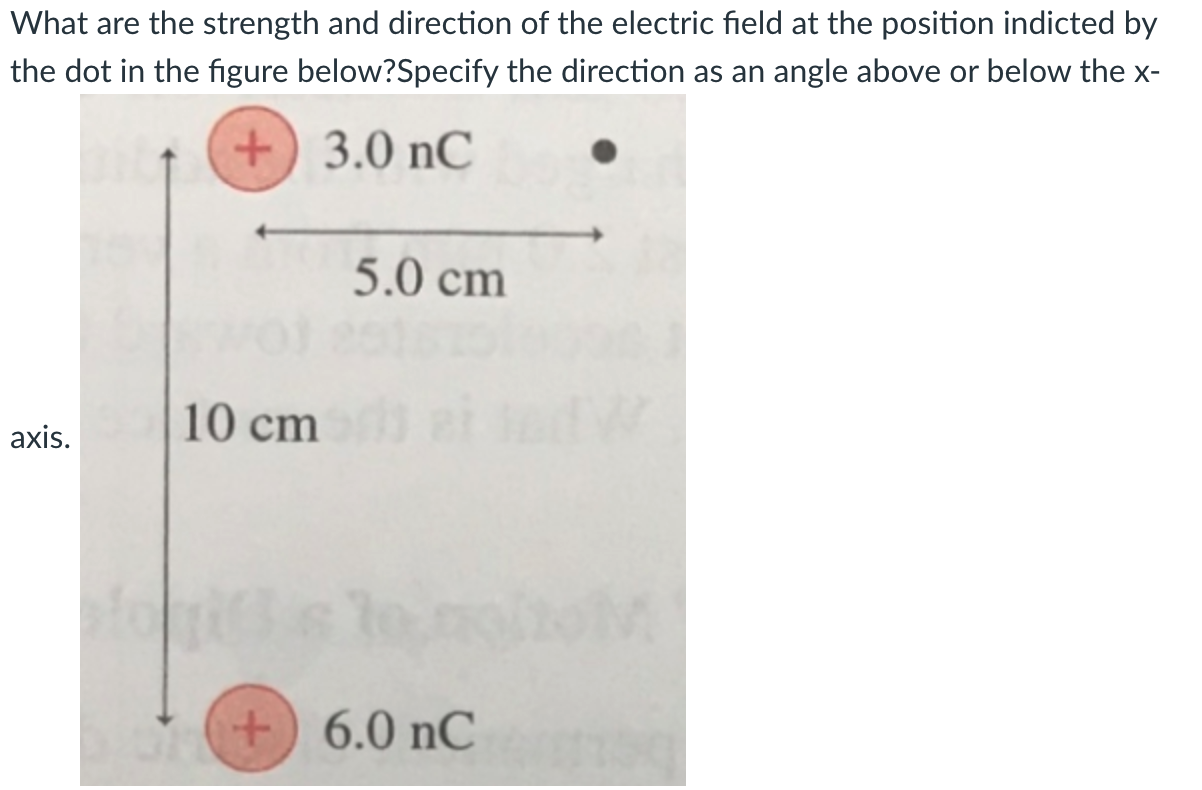 What are the strength and direction of the electric field at the position indicted by
the dot in the figure below?Specify the direction as an angle above or below the x-
+ 3.0 nC
5.0 cm
10 cm
axis.
+ 6.0 nC